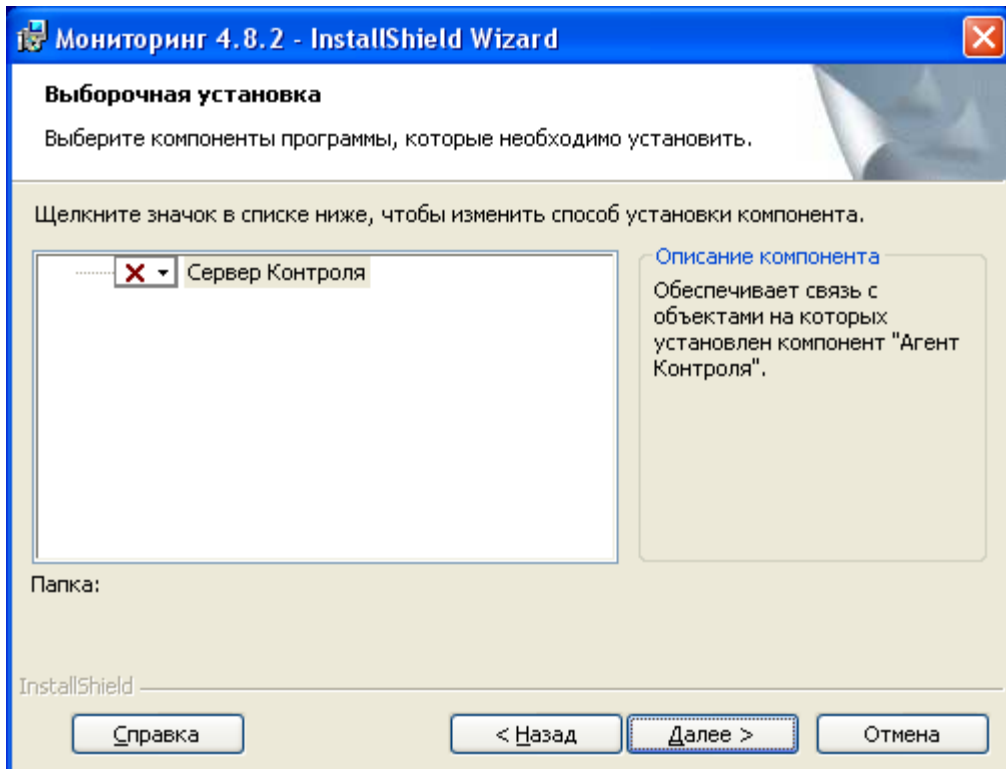 Мониторинг 4.8.2 - InstallShield Wizard
Выборочная установка
Выберите компоненты программы, которые необходимо установить.
Щелкните значок в списке ниже, чтобы изменить способ установки компонента.
Сервер Контроля
Описание компонента
Обеспечивает связь с
объектами на которых
установлен компонент "Агент
Контроля".
Папка:
InstallShield
Справка
< Назад
Далее >
Отмена